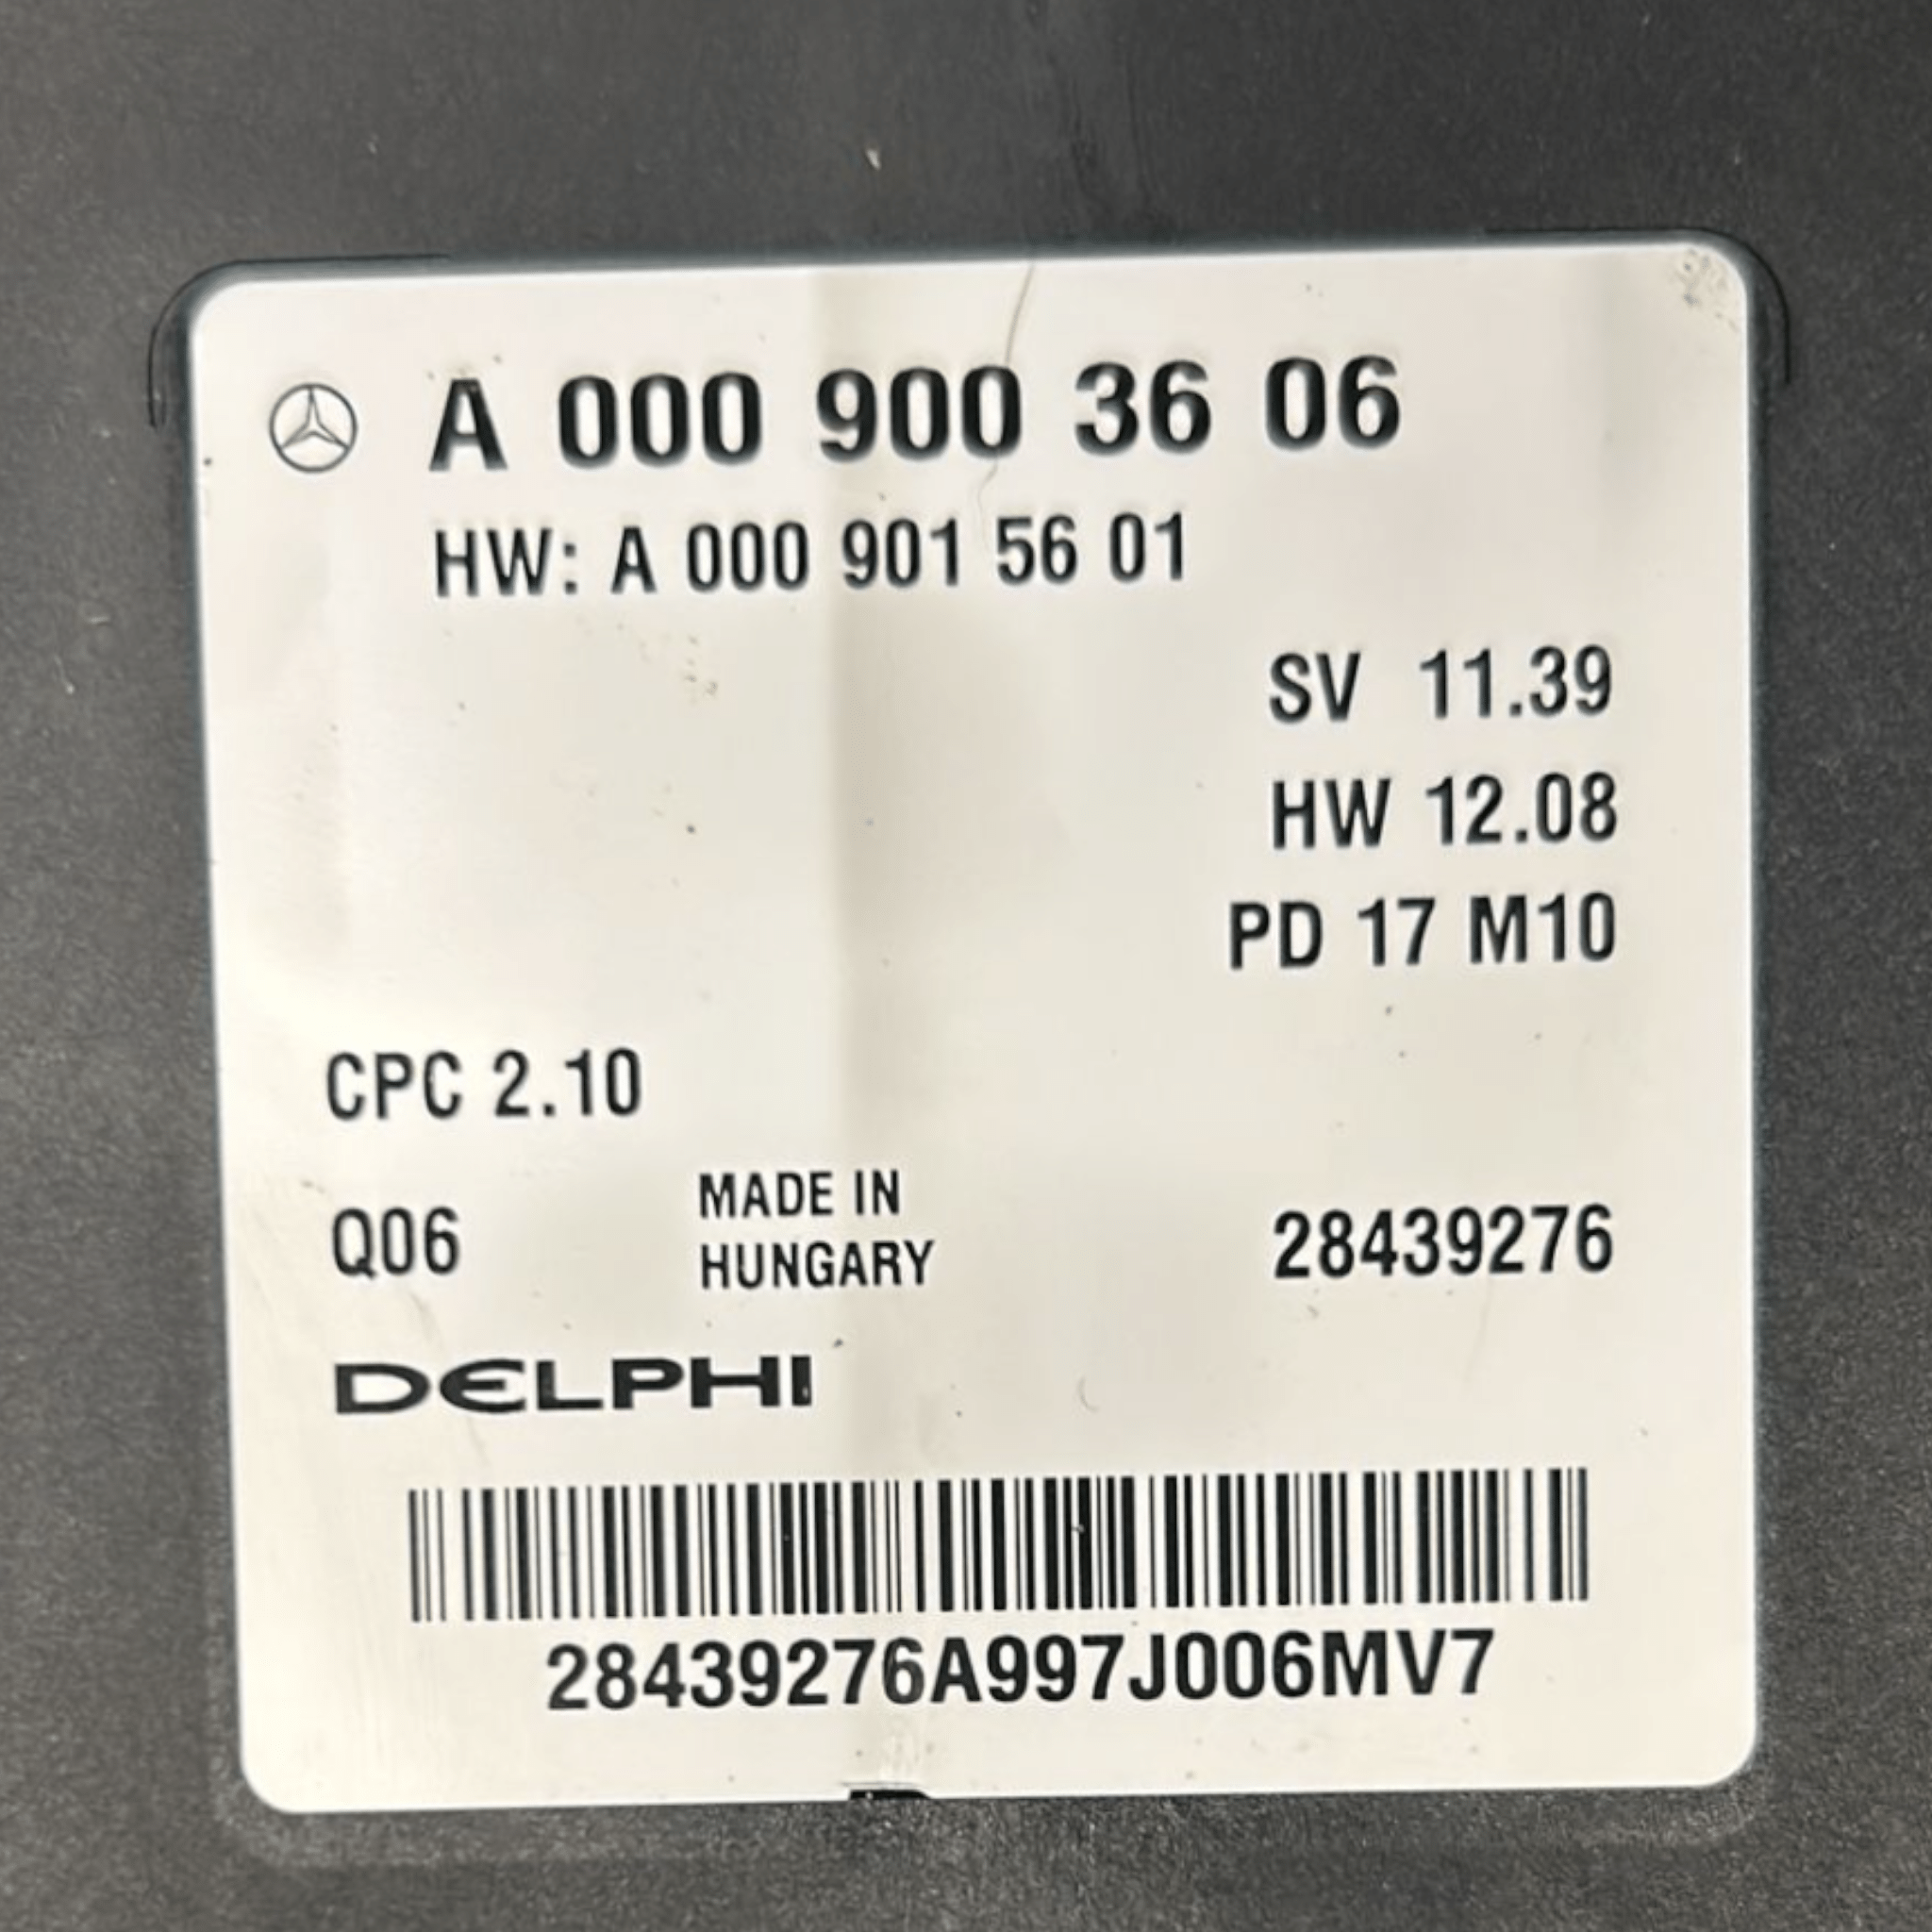 A 000 900 36 06
HW: A 000 901 56 01
SV 11.39
HW 12.08
PD 17 M10
CPC 2.10
Q06
MADE IN
HUNGARY
28439276
DELPHI
28439276A997J006MV7